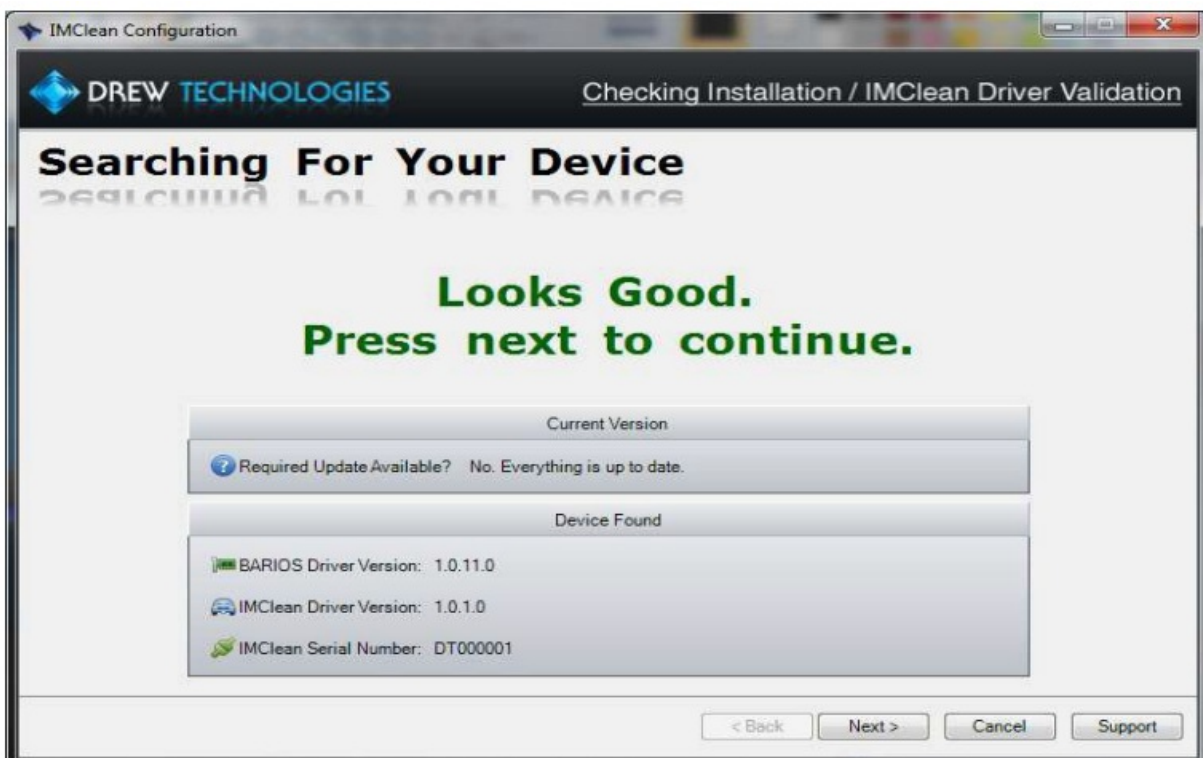 IMClean Configuration
DREW TECHNOLOGIES
Checking Installation / IMClean Driver Validation
Searching For Your Device
Looks Good.
Press next to continue.
Current Version
Required Update Available? No. Everything is up to date.
Device Found
BARIOS Driver Version: 1.0.11.0
IMClean Driver Version: 1.0.1.0
IMClean Serial Number: DT000001
< Back Next > Cancel Support